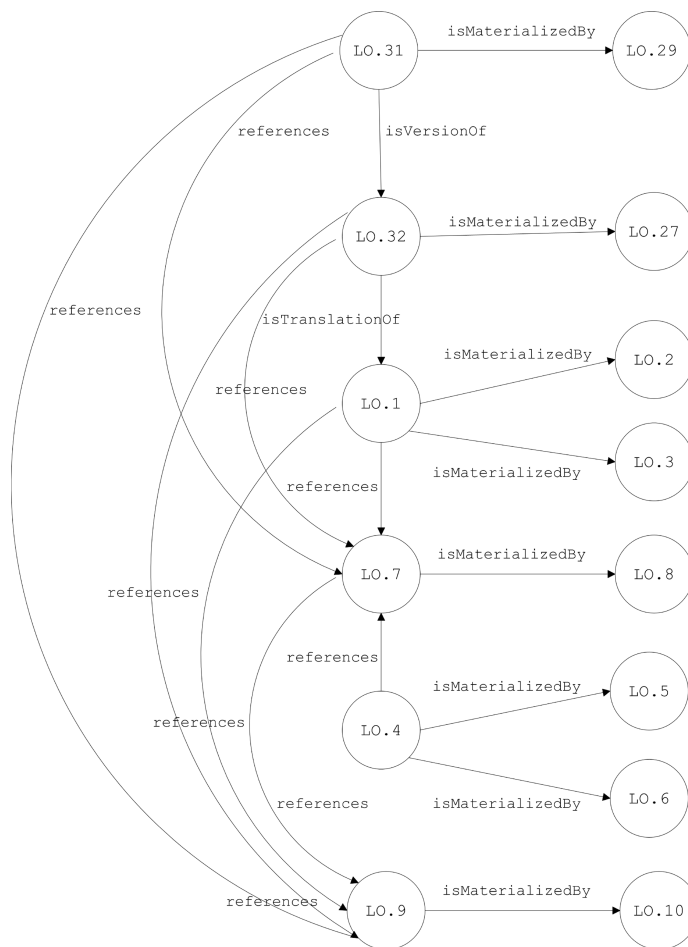 isMaterializedBy
LO.31
LO.29
references
isVersionOf
isMaterializedBy
LO.32
LO.27
references
isTranslationOf
isMaterializedBy
LO.2
references
LO.1
LO.3
isMaterializedBy
references
isMaterializedBy
LO.7
LO.8
references
references
isMaterializedBy
LO.5
references
LO.4
isMaterializedBy
LO.6
references
isMaterializedBy
references
LO.9
LO.10